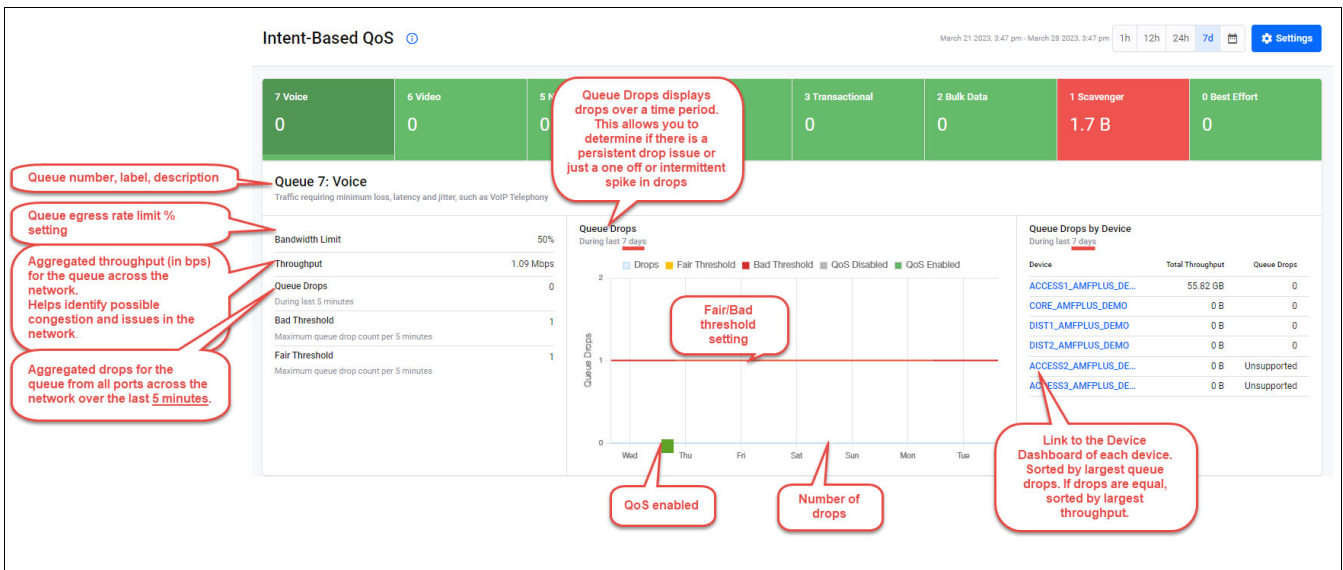 Intent-Based QoS
March 21 2023, 3:47 pm - March 28 2023, 3:47 pm
1h 12h 24h 7d
Settings
7 Voice
0
6 Video
0
5 N
0
3 Transactional
0
2 Bulk Data
0
1 Scavenger
1.7 B
0 Best Effort
0
Queue Drops displays
drops over a time period.
This allows you to
determine if there is a
persistent drop issue or
just a one off or intermittent
spike in drops
Queue number, label, description
Queue egress rate limit %
setting
Aggregated throughput (in bps)
for the queue across the
network.
Helps identify possible
congestion and issues in the
network.
Aggregated drops for the
queue from all ports across the
network over the last 5 minutes.
Queue 7: Voice
Traffic requiring minimum loss, latency and jitter, such as VoIP Telephony
Bandwidth Limit 50%
Throughput 1.09 Mbps
Queue Drops 0
During last 5 minutes
Bad Threshold 1
Maximum queue drop count per 5 minutes
Fair Threshold 1
Maximum queue drop count per 5 minutes
Queue Drops
During last 7 days
Drops Fair Threshold Bad Threshold QoS Disabled QoS Enabled
Queue Drops
2
1
0
Wed Thu Fri Sat Sun Mon Tue
Fair/Bad
threshold
setting
QoS enabled
Number of
drops
Queue Drops by Device
During last 7 days
Device Total Throughput Queue Drops
ACCESS1_AMFPLUS_DE... 55.82 GB 0
CORE_AMFPLUS_DEMO 0 B 0
DIST1_AMFPLUS_DEMO 0 B 0
DIST2_AMFPLUS_DEMO 0 B 0
ACCESS2_AMFPLUS_DE... 0 B Unsupported
ACCESS3_AMFPLUS_DE... 0 B Unsupported
Link to the Device
Dashboard of each device.
Sorted by largest queue
drops. If drops are equal,
sorted by largest
throughput.